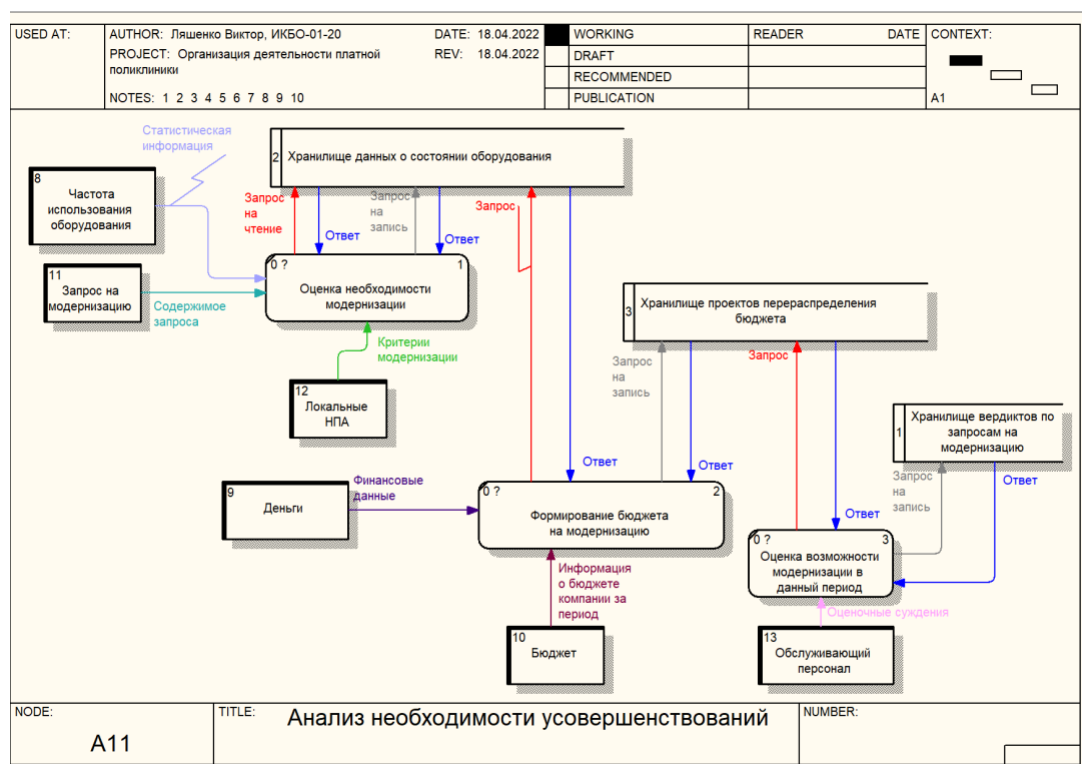 USED AT:
AUTHOR: Ляшенко Виктор, ИКБО-01-20
DATE: 18.04.2022
WORKING
READER
DATE
CONTEXT:
PROJECT: Организация деятельности платной
поликлиники
REV: 18.04.2022
DRAFT
RECOMMENDED
NOTES: 1 2 3 4 5 6 7 8 9 10
PUBLICATION
A1
Статистическая
информация
2
Хранилище данных о состоянии оборудования
8
Частота
использования
оборудования
Запрос
на
чтение
Ответ
Запрос
на
запись
Ответ
Запрос
11
Запрос на
модернизацию
Содержимое
запроса
0 ?
1
Оценка необходимости
модернизации
Критерии
модернизации
12
Локальные
НПА
3
Хранилище проектов перераспределения
бюджета
Запрос
на
запись
Запрос
1
Хранилище вердиктов по
запросам на
модернизацию
Ответ
Ответ
Ответ
Запрос
на
запись
Ответ
9
Деньги
Финансовые
данные
0 ?
2
Формирование бюджета
на модернизацию
0 ?
3
Оценка возможности
модернизации в
данный период
Информация
о бюджете
компании за
период
Оценочные суждения
10
Бюджет
13
Обслуживающий
персонал
NODE:
A11
TITLE:
Анализ необходимости усовершенствований
NUMBER: